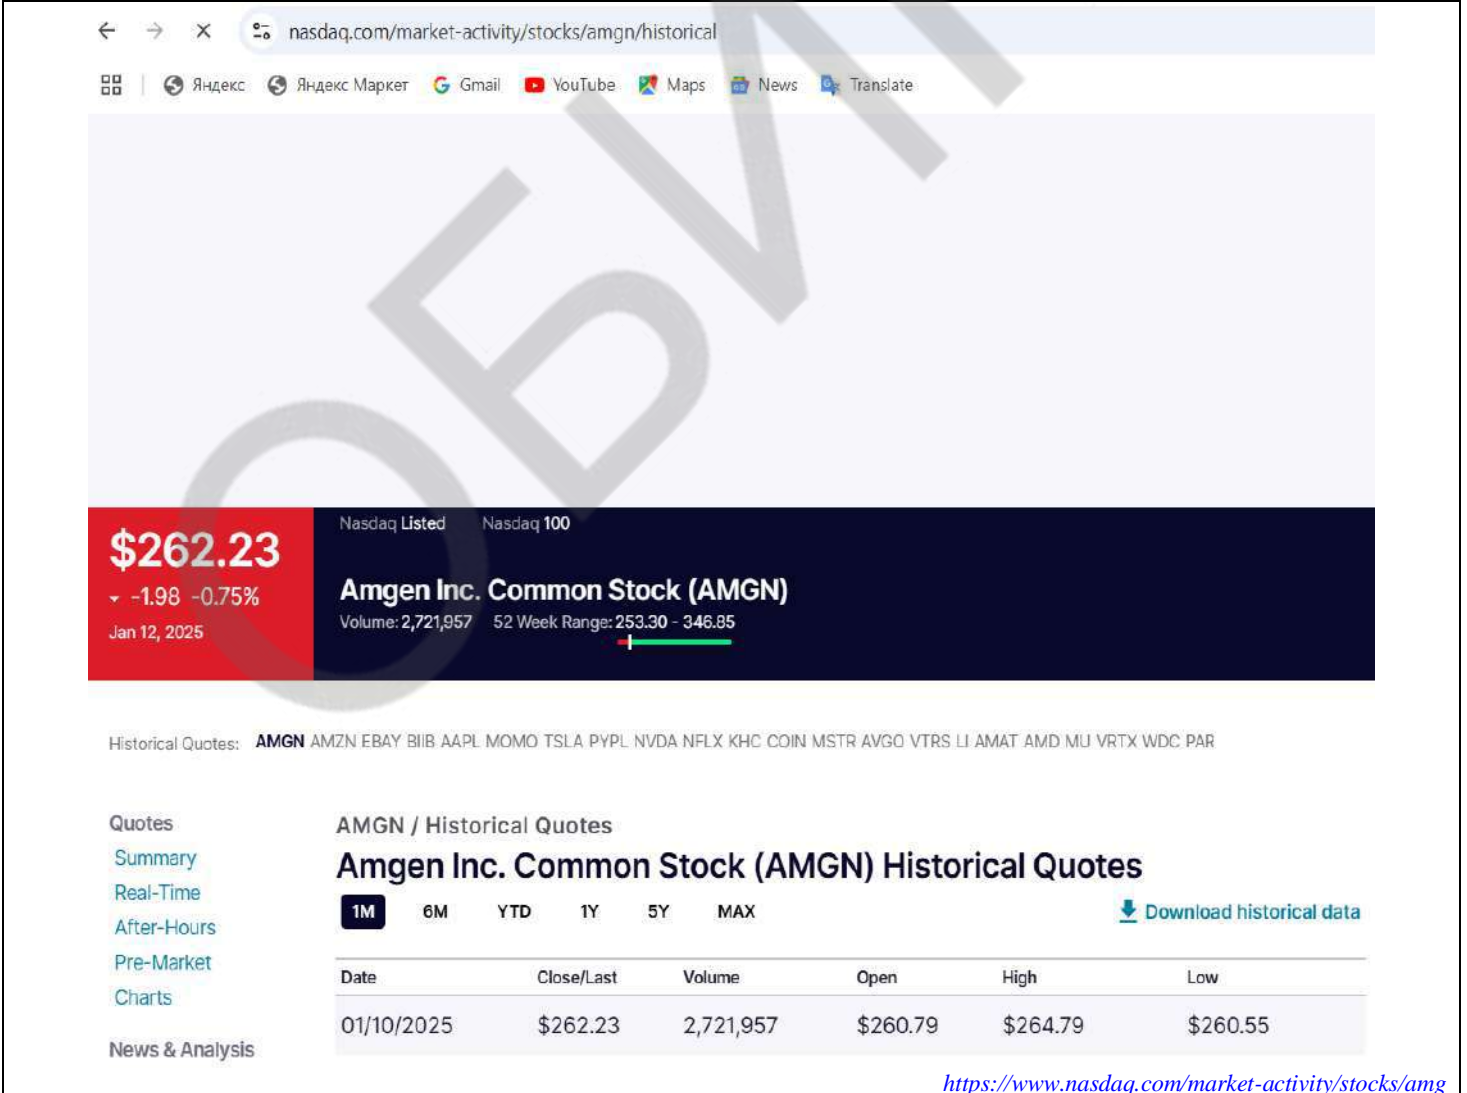 nasdaq.com/market-activity/stocks/amgn/historical
Яндекс Яндекс Маркет Gmail YouTube Maps News Translate
ОБИ
Nasdaq Listed Nasdaq 100
$262.23
-1.98 -0.75%
Jan 12, 2025
Amgen Inc. Common Stock (AMGN)
Volume: 2,721,957 52 Week Range: 253.30 - 346.85
Historical Quotes: AMGN AMZN EBAY BIIB AAPL MOMO TSLA PYPL NVDA NFLX KHC COIN MSTR AVGO VTRS LI AMAT AMD MU VRTX WDC PAR
Quotes
Summary
Real-Time
After-Hours
Pre-Market
Charts
News & Analysis
AMGN / Historical Quotes
Amgen Inc. Common Stock (AMGN) Historical Quotes
1M 6M YTD 1Y 5Y MAX
Download historical data
Date Close/Last Volume Open High Low
01/10/2025 $262.23 2,721,957 $260.79 $264.79 $260.55
https://www.nasdaq.com/market-activity/stocks/amg